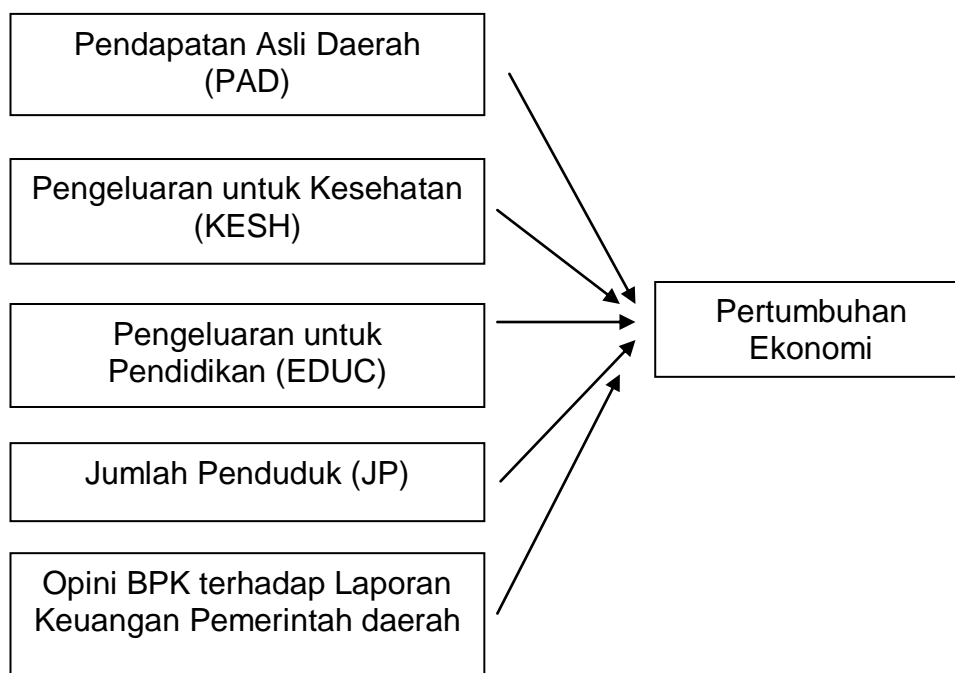 Pendapatan Asli Daerah
(PAD)
Pengeluaran untuk Kesehatan
(KESH)
Pengeluaran untuk
Pendidikan (EDUC)
Jumlah Penduduk (JP)
Opini BPK terhadap Laporan
Keuangan Pemerintah daerah
Pertumbuhan
Ekonomi